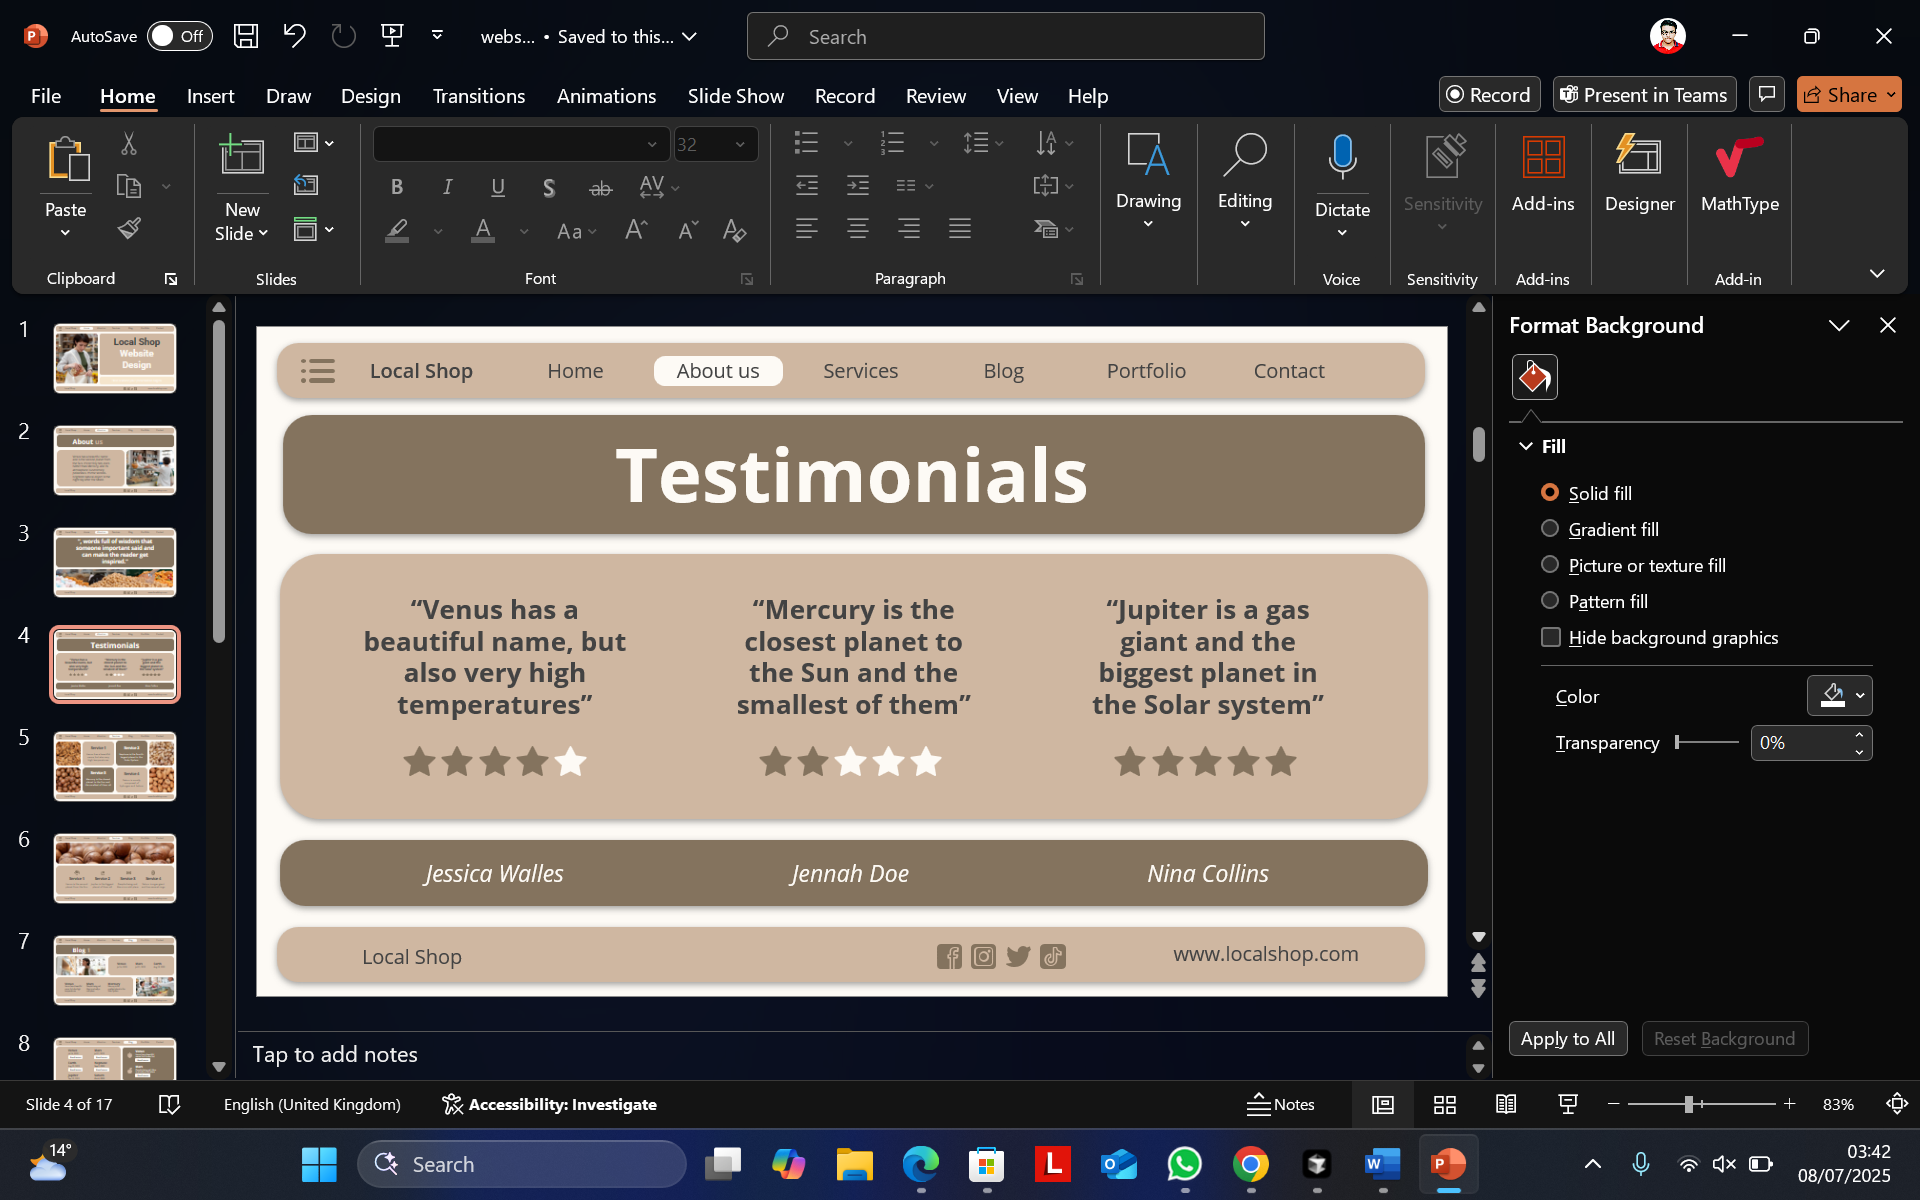 AutoSave Off webs... • Saved to this... Search
File Home Insert Draw Design Transitions Animations Slide Show Record Review View Help Record Present in Teams Share
32
Paste
New
Slide
Drawing
Editing
Dictate
Sensitivity
Add-ins
Designer
MathType
Clipboard Slides Font Paragraph Voice Sensitivity Add-ins Add-in
1
Local Shop
Website
Design
2
About us
3
", words full of wisdom that
someone important said and
can make the reader get
inspired."
4
Testimonials
5
6
7
Blog 1
8
Local Shop Home About us Services Blog Portfolio Contact
Testimonials
“Venus has a
beautiful name, but
also very high
temperatures”
“Mercury is the
closest planet to
the Sun and the
smallest of them”
“Jupiter is a gas
giant and the
biggest planet in
the Solar system”
Jessica Walles Jennah Doe Nina Collins
Local Shop www.localshop.com
Tap to add notes
Format Background
Fill
Solid fill
Gradient fill
Picture or texture fill
Pattern fill
Hide background graphics
Color
Transparency 0%
Apply to All Reset Background
Slide 4 of 17 English (United Kingdom) Accessibility: Investigate Notes 83%
14° Search 03:42
08/07/2025